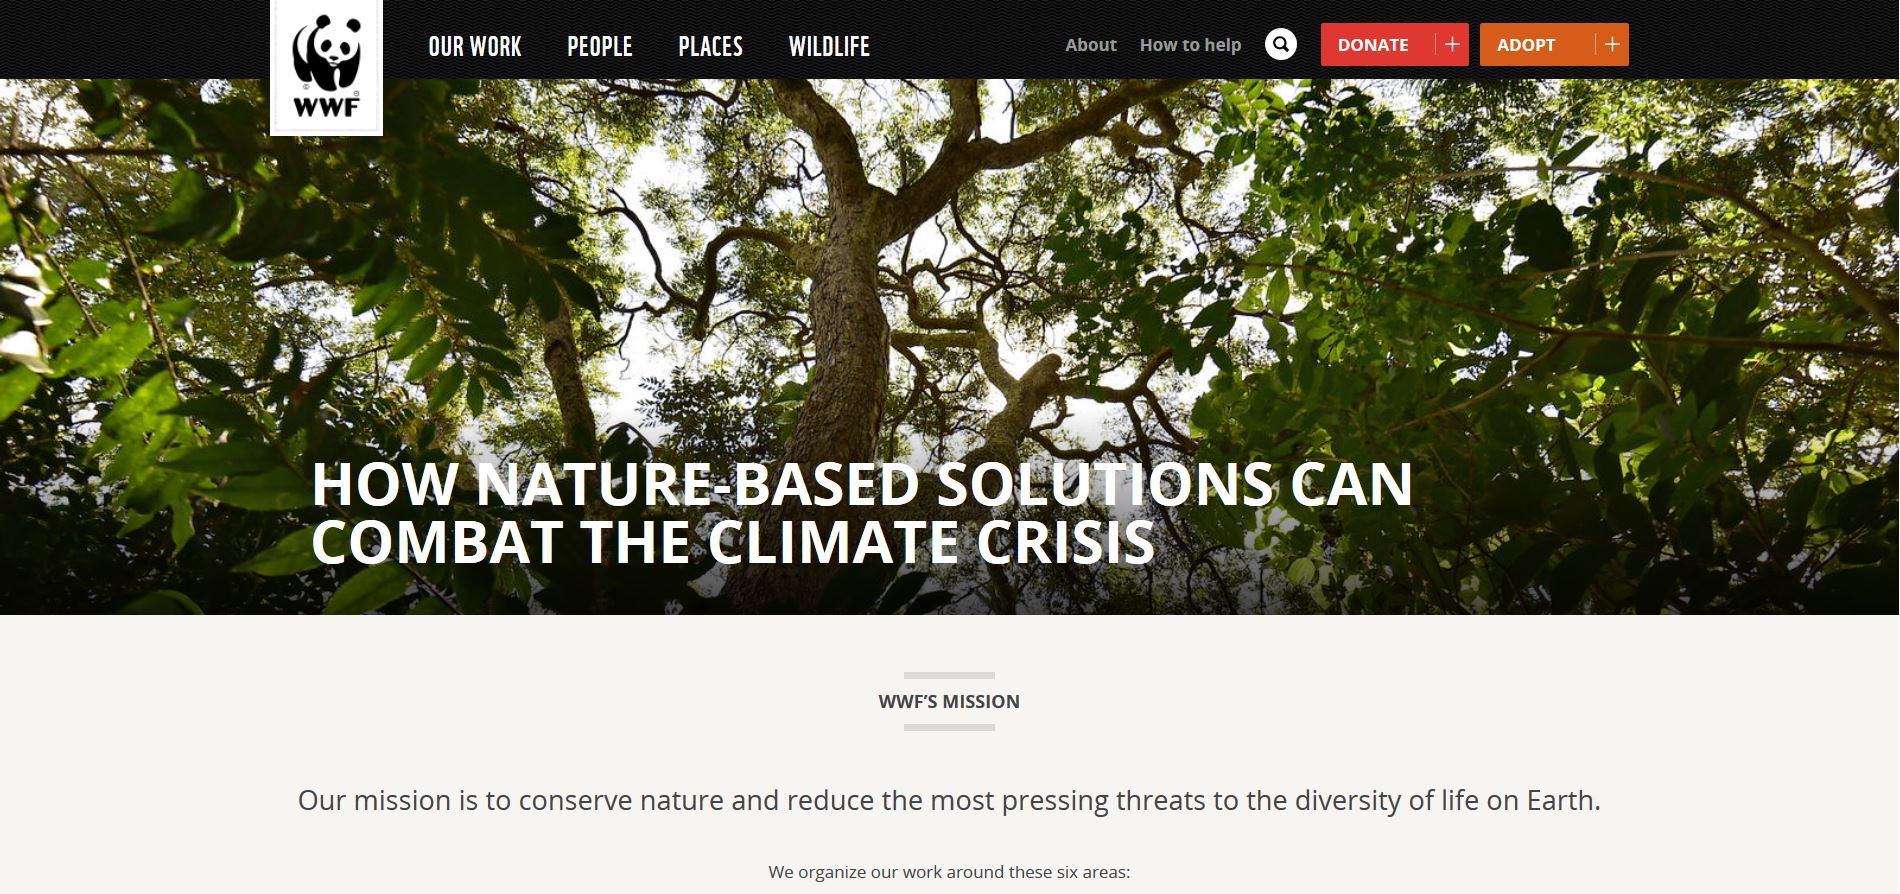 WWF
OUR WORK PEOPLE PLACES WILDLIFE About How to help DONATE + ADOPT +
HOW NATURE-BASED SOLUTIONS CAN
COMBAT THE CLIMATE CRISIS
WWF'S MISSION
Our mission is to conserve nature and reduce the most pressing threats to the diversity of life on Earth.
We organize our work around these six areas: